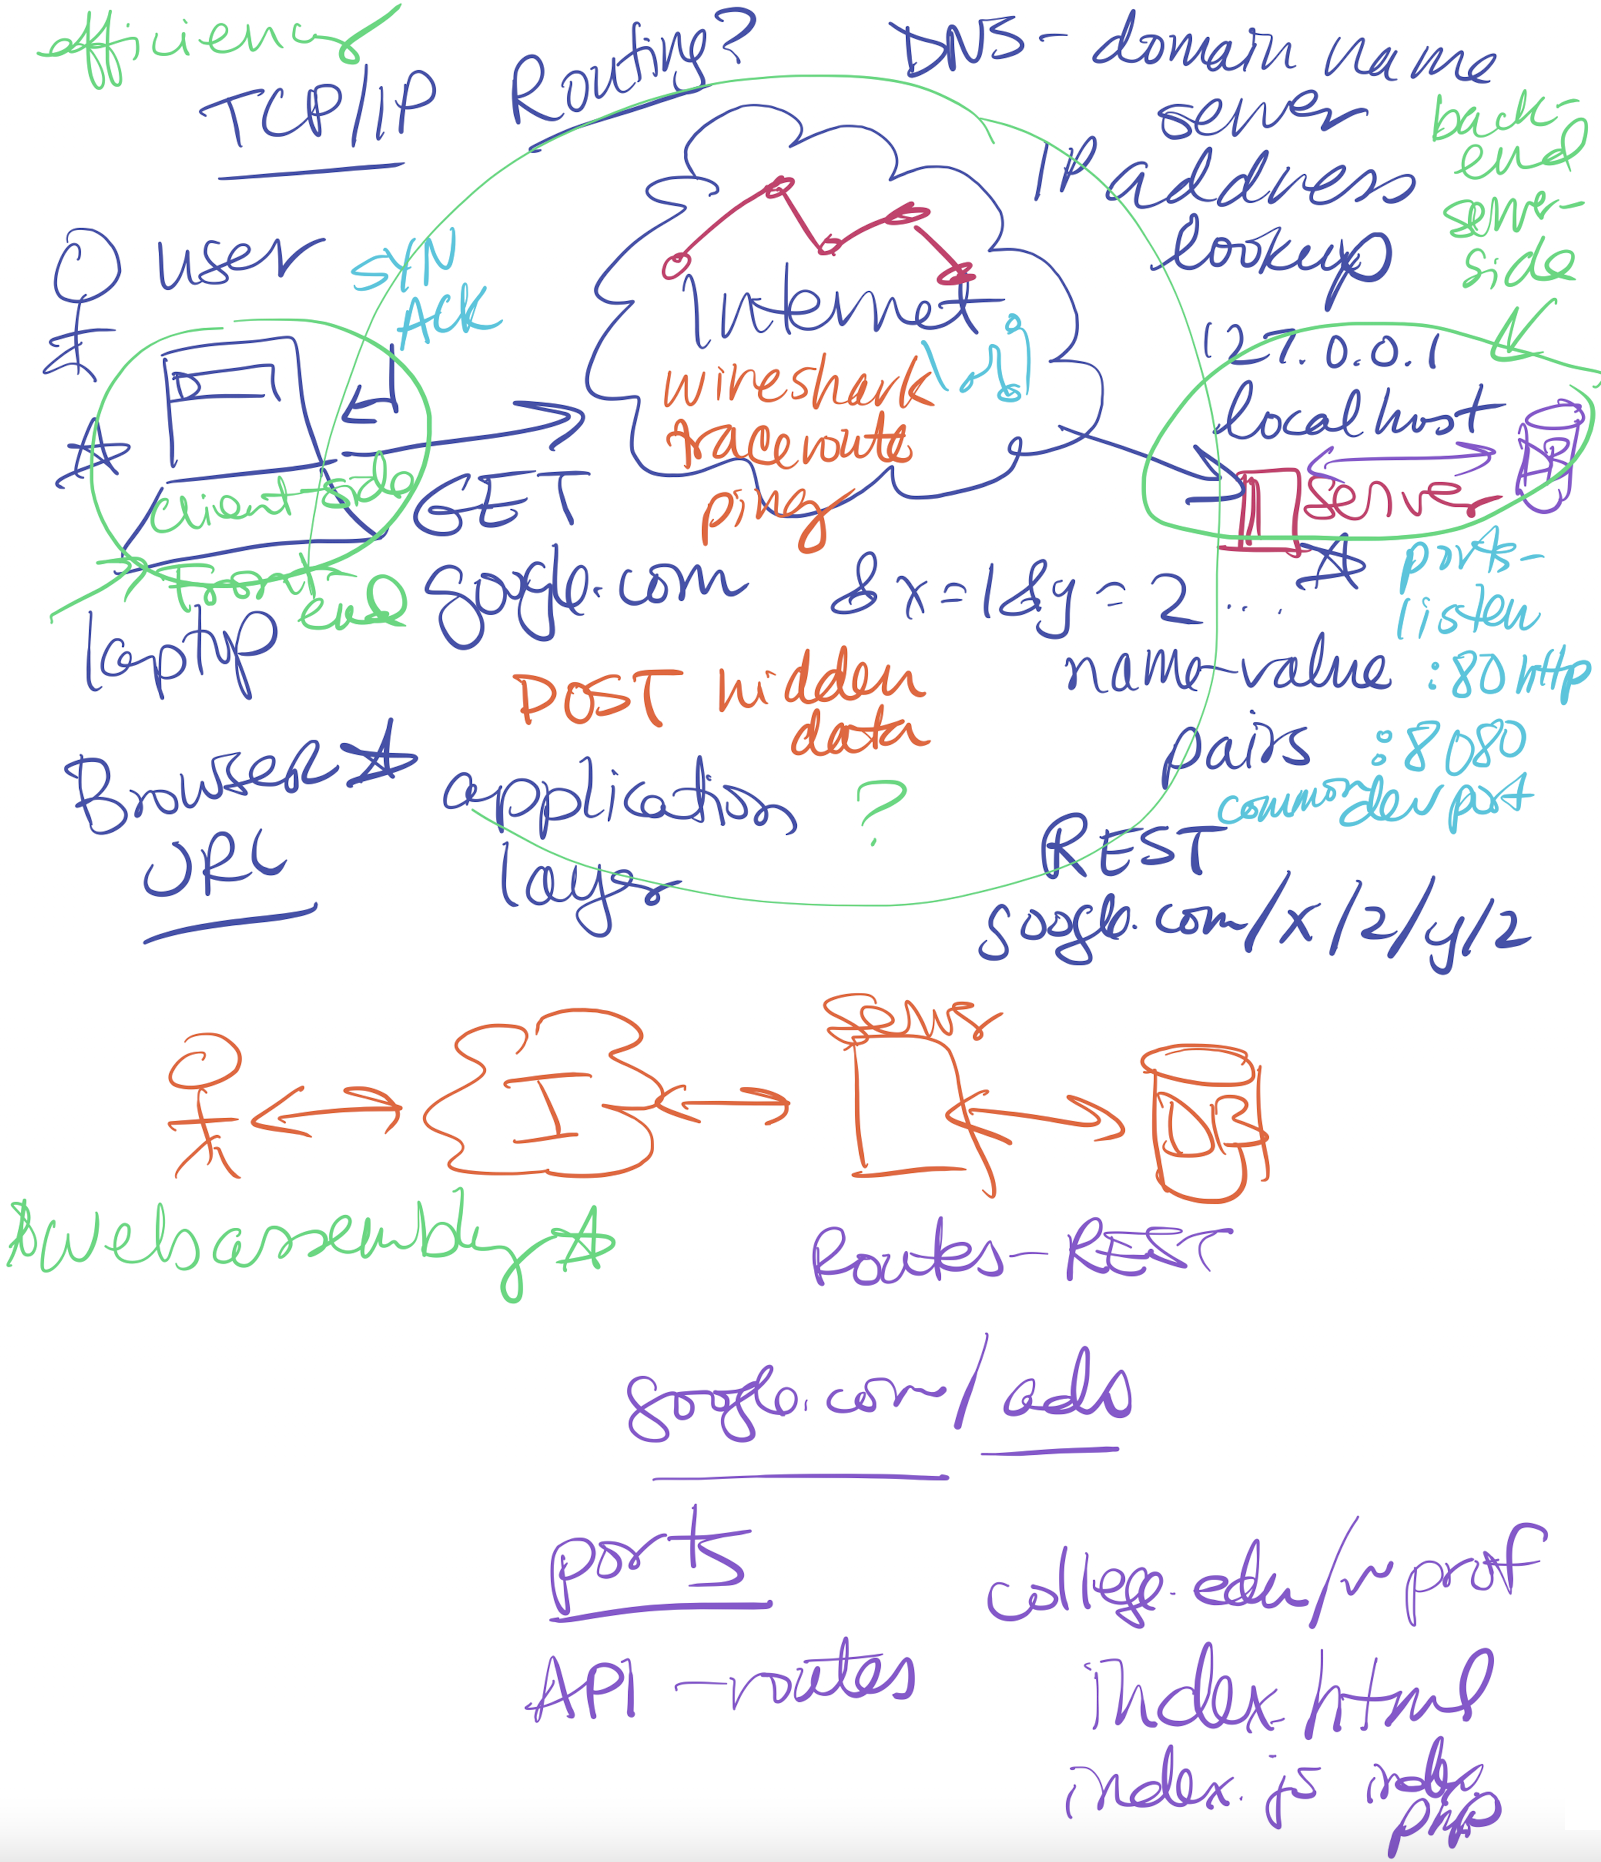 efficiency
TCP/IP
Routing?
DNS - domain name
server
IP address
lookup
back-
end
server-
side
user
SYN
ACK
Internet
wireshark
traceroute
ping
127.0.0.1
localhost
server
DB
client-side
front
end
laptop
GET
google.com
&x=1&y=2...
name-value
pairs
ports-
listen
:80 http
:8080
common
dev port
POST hidden
data
Browser
URL
application
layer
?
REST
google.com/x/2/y/2
I
Server
DB
Webassembly
Routes-REST
google.com/ads
ports
API -routes
college.edu/~prof
index.html
index.js index
php